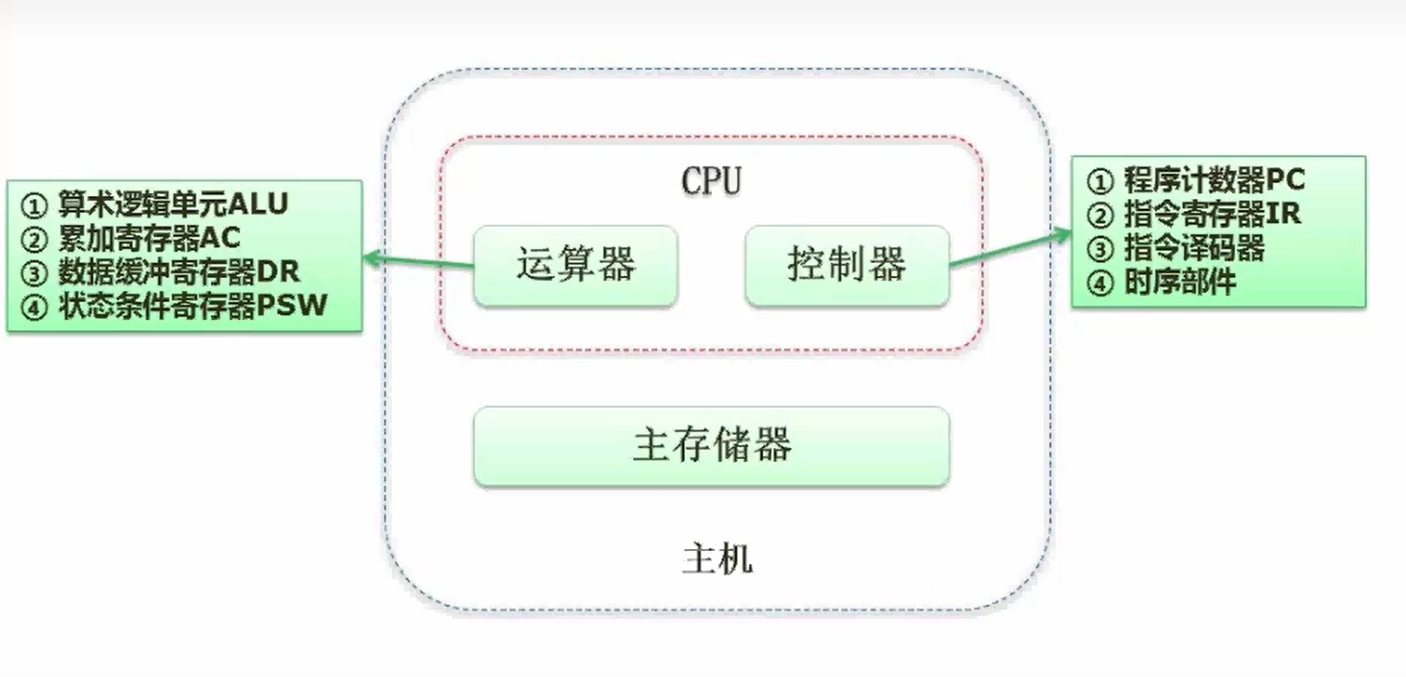 CPU
① 算术逻辑单元ALU
② 累加寄存器AC
③ 数据缓冲寄存器DR
④ 状态条件寄存器PSW
运算器
控制器
① 程序计数器PC
② 指令寄存器IR
③ 指令译码器
④ 时序部件
主存储器
主机